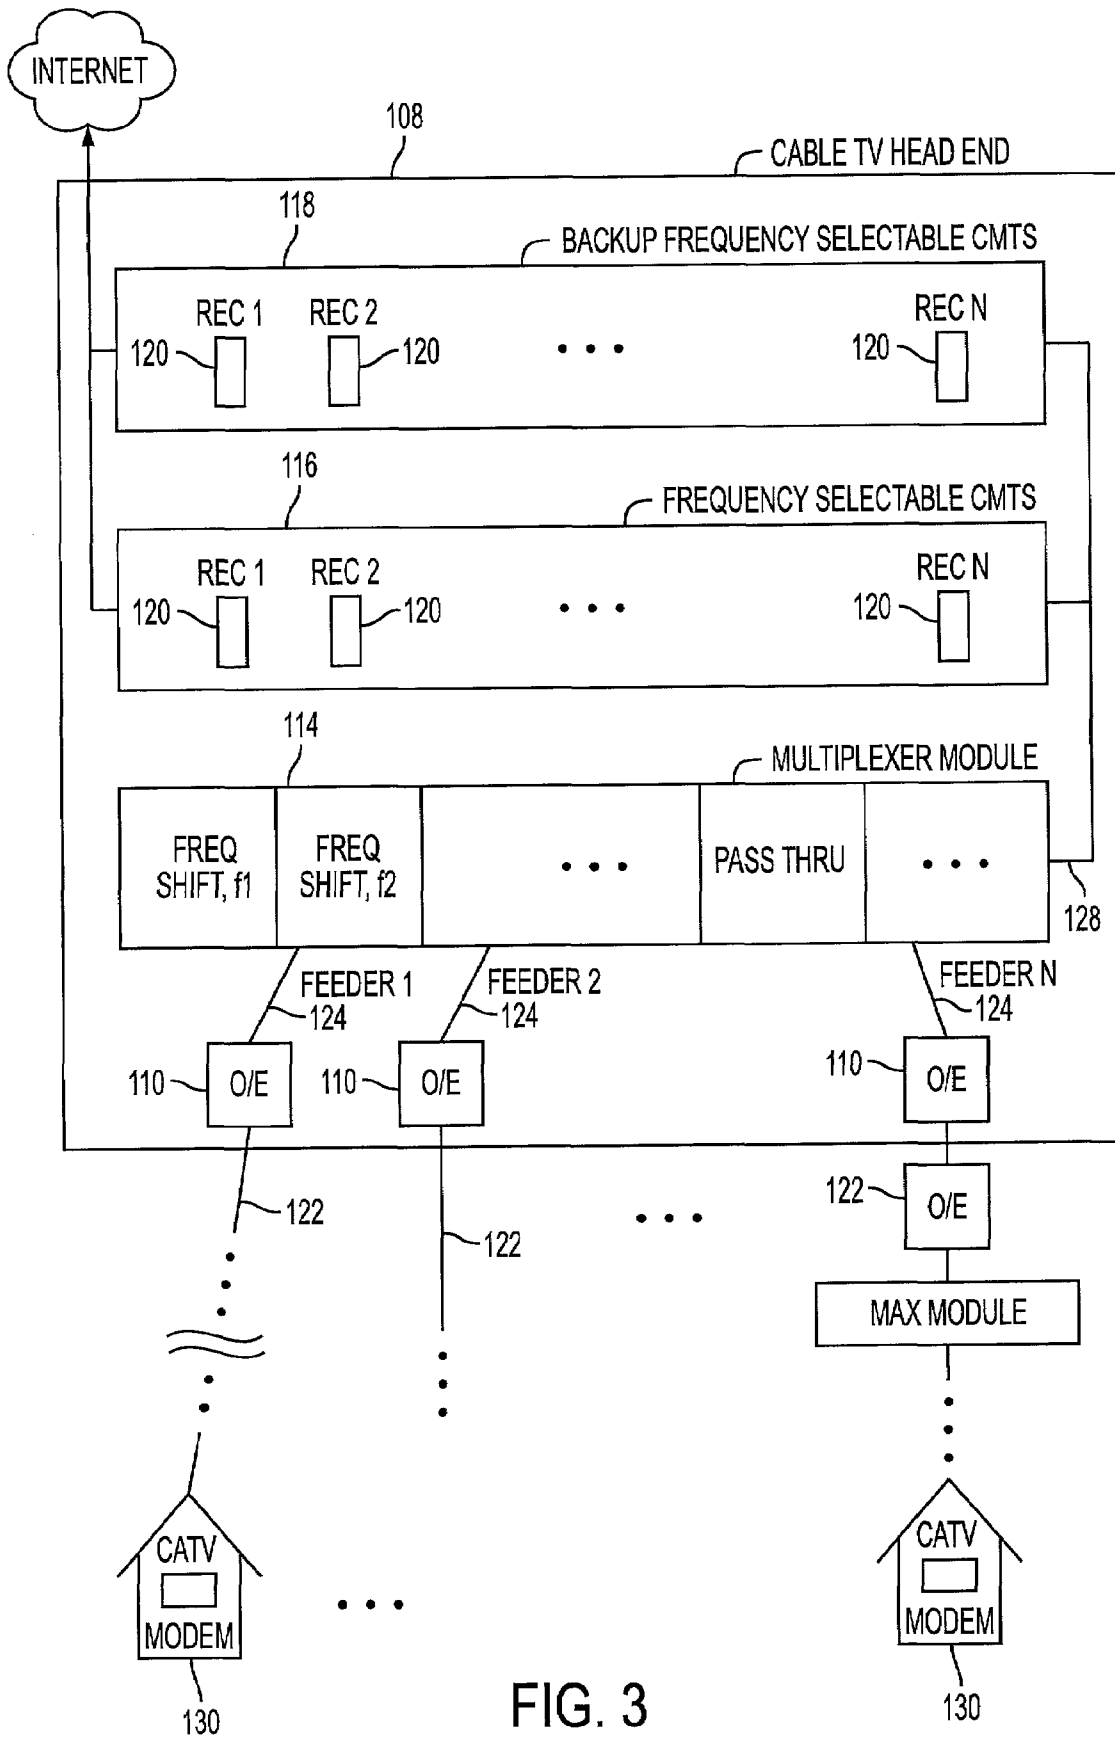 INTERNET
108
CABLE TV HEAD END
118
BACKUP FREQUENCY SELECTABLE CMTS
REC 1
REC 2
REC N
120
120
120
116
FREQUENCY SELECTABLE CMTS
REC 1
REC 2
REC N
120
120
120
114
MULTIPLEXER MODULE
FREQ
SHIFT, f1
FREQ
SHIFT, f2
PASS THRU
128
FEEDER 1
124
FEEDER 2
124
FEEDER N
124
110
O/E
110
O/E
110
O/E
122
122
122
O/E
MAX MODULE
CATV
MODEM
130
CATV
MODEM
130
FIG. 3